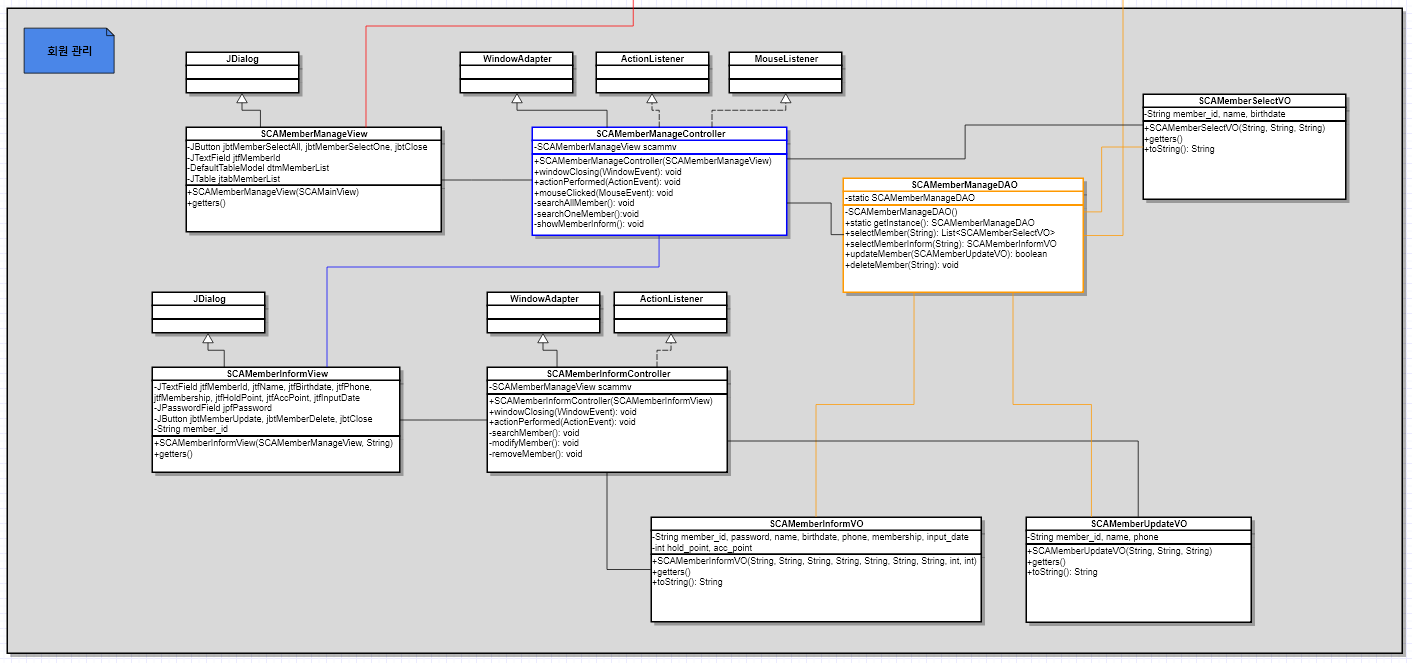 회원 관리
JDialog
WindowAdapter
ActionListener
MouseListener
SCAMemberManageView
-JButton jbtMemberSelectAll, jbtMemberSelectOne, jbtClose
-JTextField jtfMemberId
-DefaultTableModel dtmMemberList
-JTable jtabMemberList
+SCAMemberManageView(SCAMainView)
+getters()
SCAMemberManageController
-SCAMemberManageView scammv
+SCAMemberManageController(SCAMemberManageView)
+windowClosing(WindowEvent): void
+actionPerformed(ActionEvent): void
+mouseClicked(MouseEvent): void
-searchAllMember(): void
-searchOneMember():void
-showMemberInform(): void
SCAMemberSelectVO
-String member_id, name, birthdate
+SCAMemberSelectVO(String, String, String)
+getters()
+toString(): String
SCAMemberManageDAO
-static SCAMemberManageDAO
-SCAMemberManageDAO()
+static getInstance(): SCAMemberManageDAO
+selectMember(String): List<SCAMemberSelectVO>
+selectMemberInform(String): SCAMemberInformVO
+updateMember(SCAMemberUpdateVO): boolean
+deleteMember(String): void
JDialog
WindowAdapter
ActionListener
SCAMemberInformView
-JTextField jtfMemberId, jtfName, jtfBirthdate, jtfPhone,
jtfMembership, jtfHoldPoint, jtfAccPoint, jtfInputDate
-JPasswordField jpfPassword
-JButton jbtMemberUpdate, jbtMemberDelete, jbtClose
-String member_id
+SCAMemberInformView(SCAMemberManageView, String)
+getters()
SCAMemberInformController
-SCAMemberManageView scammv
+SCAMemberInformController(SCAMemberInformView)
+windowClosing(WindowEvent): void
+actionPerformed(ActionEvent): void
-searchMember(): void
-modifyMember(): void
-removeMember(): void
SCAMemberInformVO
-String member_id, password, name, birthdate, phone, membership, input_date
-int hold_point, acc_point
+SCAMemberInformVO(String, String, String, String, String, String, String, int, int)
+getters()
+toString(): String
SCAMemberUpdateVO
-String member_id, name, phone
+SCAMemberUpdateVO(String, String, String)
+getters()
+toString(): String